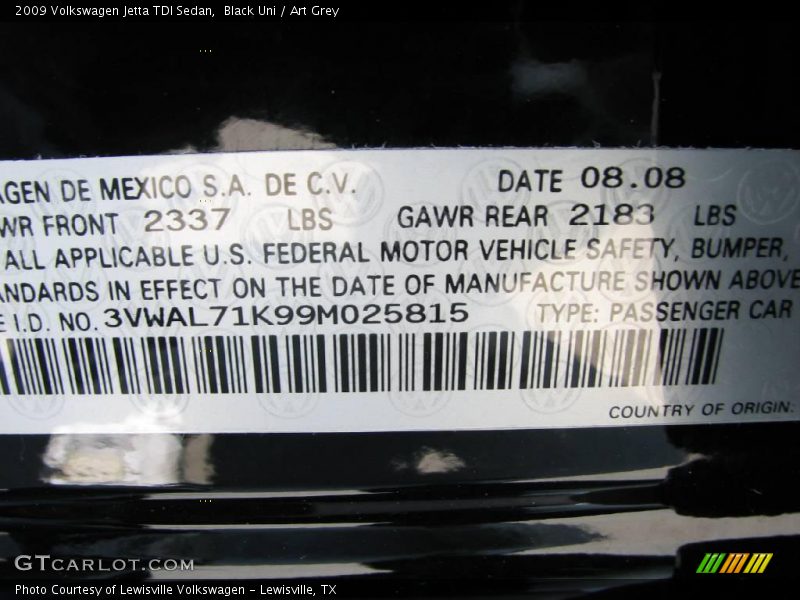 2009 Volkswagen Jetta TDI Sedan, Black Uni / Art Grey
AGEN DE MEXICO S.A. DE C.V. DATE 08.08
WR FRONT 2337 LBS GAWR REAR 2183 LBS
ALL APPLICABLE U.S. FEDERAL MOTOR VEHICLE SAFETY, BUMPER,
ANDARDS IN EFFECT ON THE DATE OF MANUFACTURE SHOWN ABOVE
E I.D. NO. 3VWAL71K99M025815 TYPE: PASSENGER CAR
COUNTRY OF ORIGIN:
GTCARLOT.COM
Photo Courtesy of Lewisville Volkswagen - Lewisville, TX